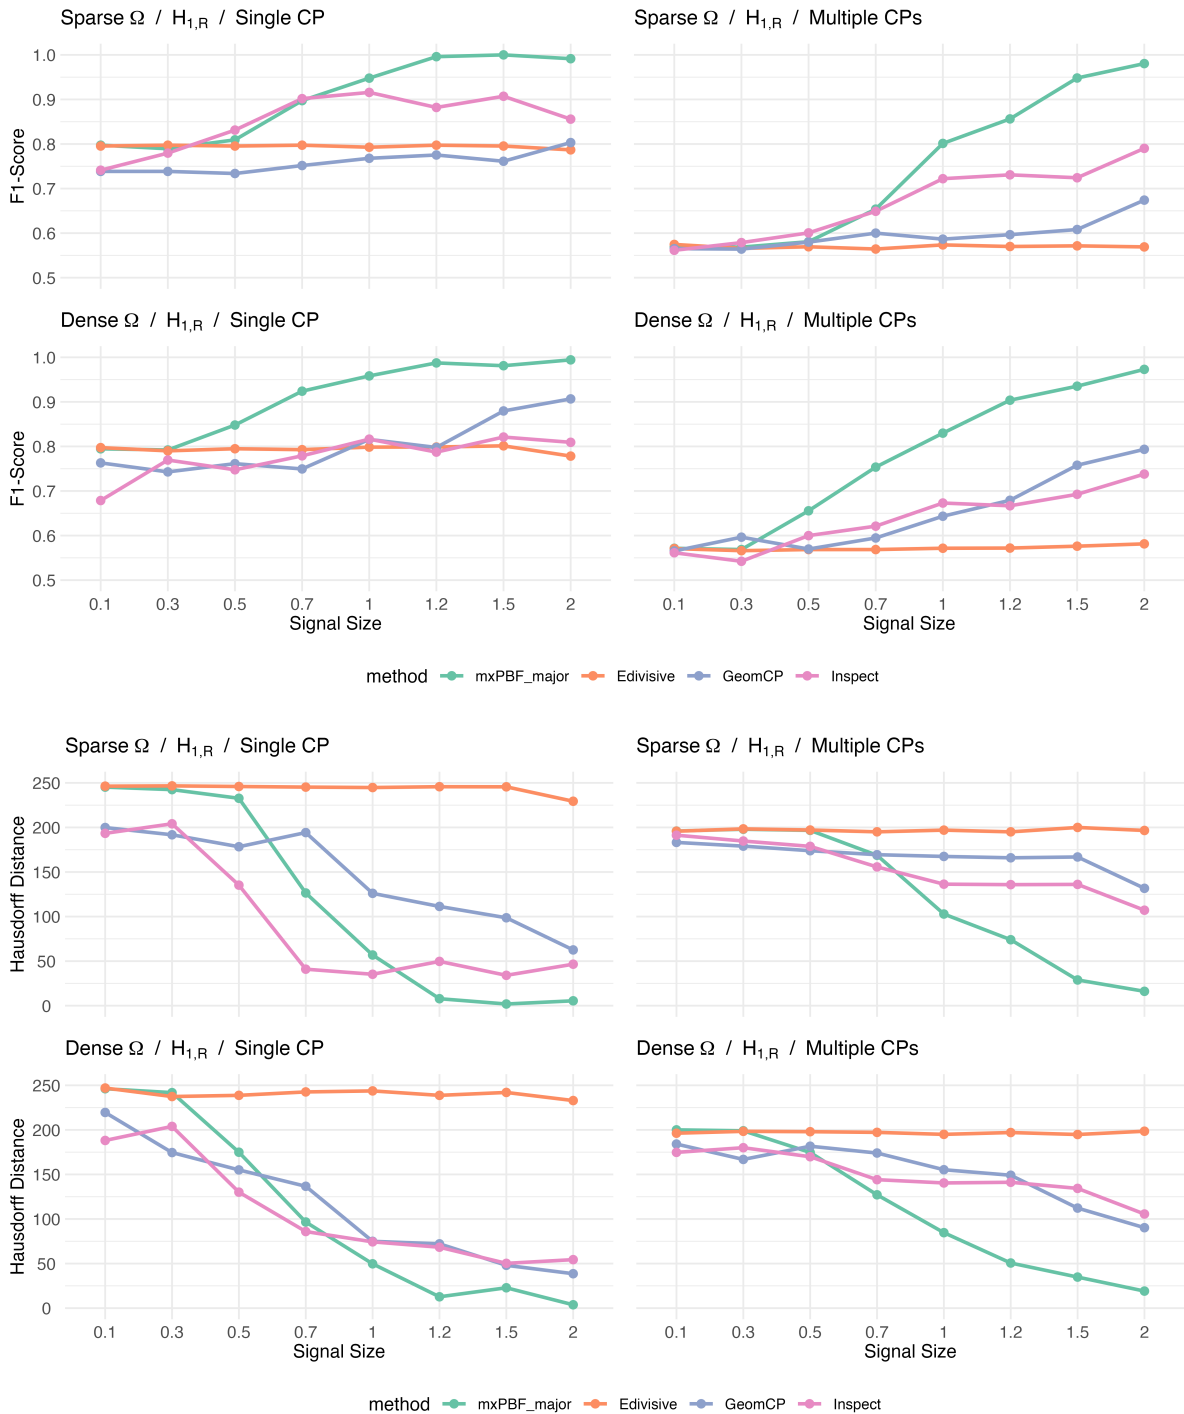 Sparse Ω / H1,R / Single CP
Sparse Ω / H1,R / Multiple CPs
F1-Score
1.0
0.9
0.8
0.7
0.6
0.5
Dense Ω / H1,R / Single CP
Dense Ω / H1,R / Multiple CPs
F1-Score
1.0
0.9
0.8
0.7
0.6
0.5
0.1 0.3 0.5 0.7 1 1.2 1.5 2
Signal Size
0.1 0.3 0.5 0.7 1 1.2 1.5 2
Signal Size
method mxPBF_major Edivisive GeomCP Inspect
Sparse Ω / H1,R / Single CP
Sparse Ω / H1,R / Multiple CPs
Hausdorff Distance
250
200
150
100
50
0
Dense Ω / H1,R / Single CP
Dense Ω / H1,R / Multiple CPs
Hausdorff Distance
250
200
150
100
50
0
0.1 0.3 0.5 0.7 1 1.2 1.5 2
Signal Size
0.1 0.3 0.5 0.7 1 1.2 1.5 2
Signal Size
method mxPBF_major Edivisive GeomCP Inspect